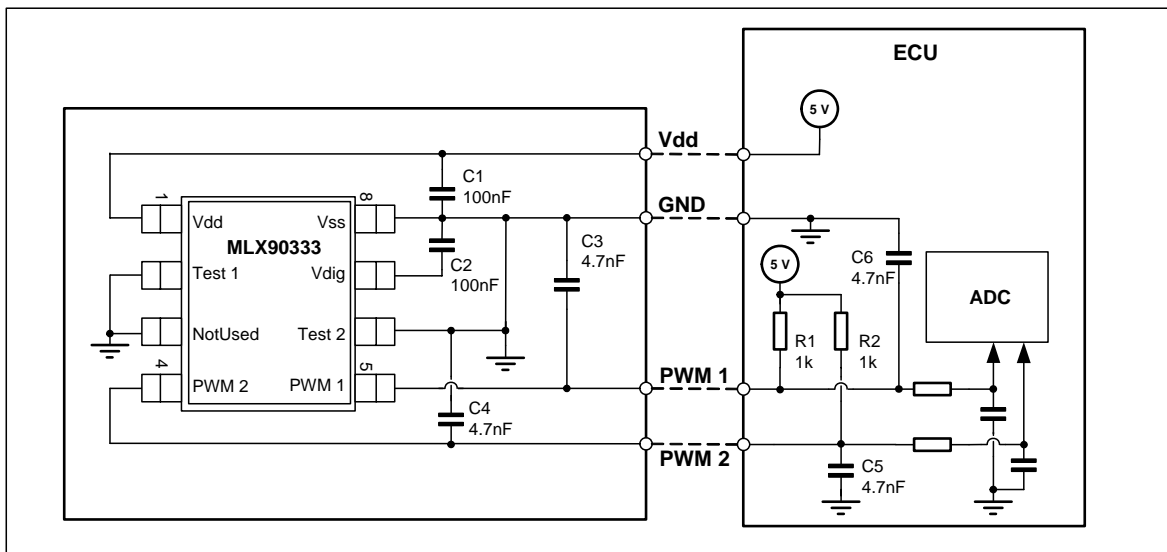 ECU
5 V
Vdd
C1
100nF
GND
1
8
Vdd
Vss
MLX90333
C2
100nF
C3
4.7nF
Test 1
Vdig
5 V
C6
4.7nF
ADC
NotUsed
Test 2
R1
1k
R2
1k
4
5
PWM 2
PWM 1
PWM 1
C4
4.7nF
PWM 2
C5
4.7nF